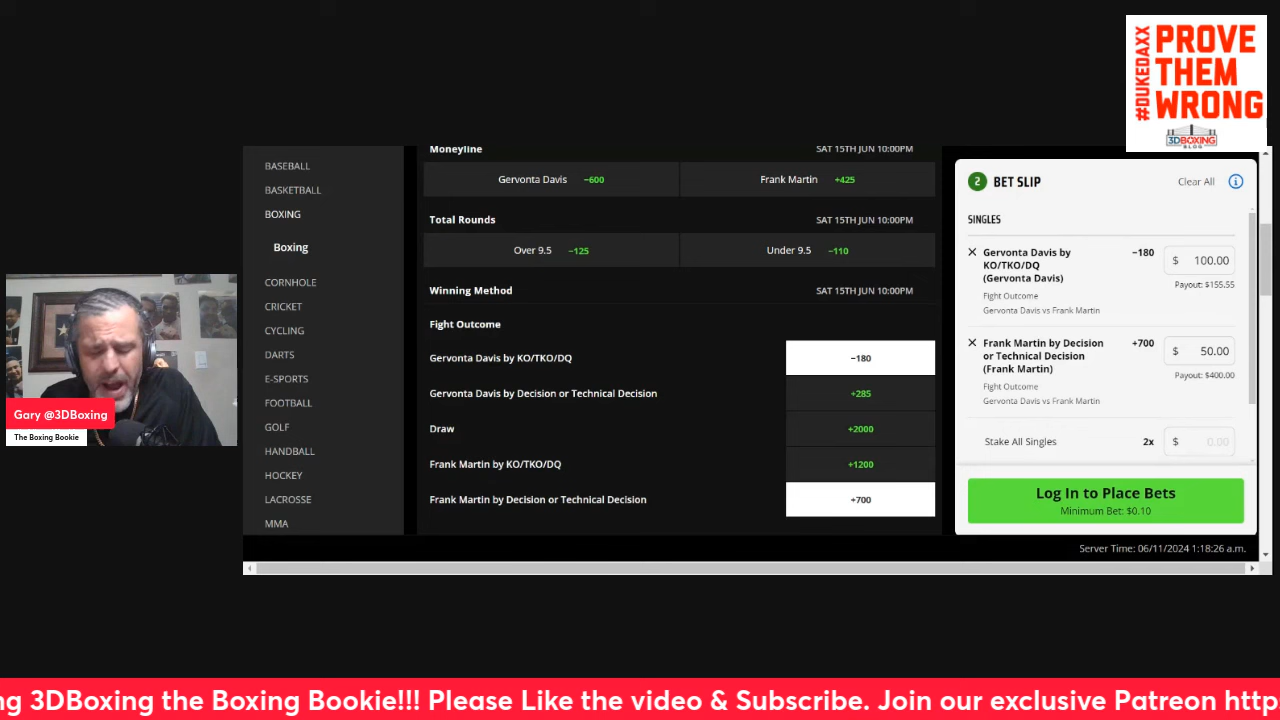 #DUKEDAXX
PROVE
THEM
WRONG
3DBOXING
BLOG
BASEBALL
BASKETBALL
BOXING
Boxing
CORNHOLE
CRICKET
CYCLING
DARTS
E-SPORTS
FOOTBALL
GOLF
HANDBALL
HOCKEY
LACROSSE
MMA
Moneyline SAT 15TH JUN 10:00PM
Gervonta Davis −600 Frank Martin +425
Total Rounds SAT 15TH JUN 10:00PM
Over 9.5 −125 Under 9.5 −110
Winning Method SAT 15TH JUN 10:00PM
Fight Outcome
Gervonta Davis by KO/TKO/DQ −180
Gervonta Davis by Decision or Technical Decision +285
Draw +2000
Frank Martin by KO/TKO/DQ +1200
Frank Martin by Decision or Technical Decision +700
2 BET SLIP Clear All i
SINGLES
× Gervonta Davis by −180 $ 100.00
KO/TKO/DQ
(Gervonta Davis) Payout: $155.55
Fight Outcome
Gervonta Davis vs Frank Martin
× Frank Martin by Decision +700 $ 50.00
or Technical Decision
(Frank Martin) Payout: $400.00
Fight Outcome
Gervonta Davis vs Frank Martin
Stake All Singles 2x $ 0.00
Log In to Place Bets
Minimum Bet: $0.10
Server Time: 06/11/2024 1:18:26 a.m.
Gary @3DBoxing
The Boxing Bookie
ng 3DBoxing the Boxing Bookie!!! Please Like the video & Subscribe. Join our exclusive Patreon http